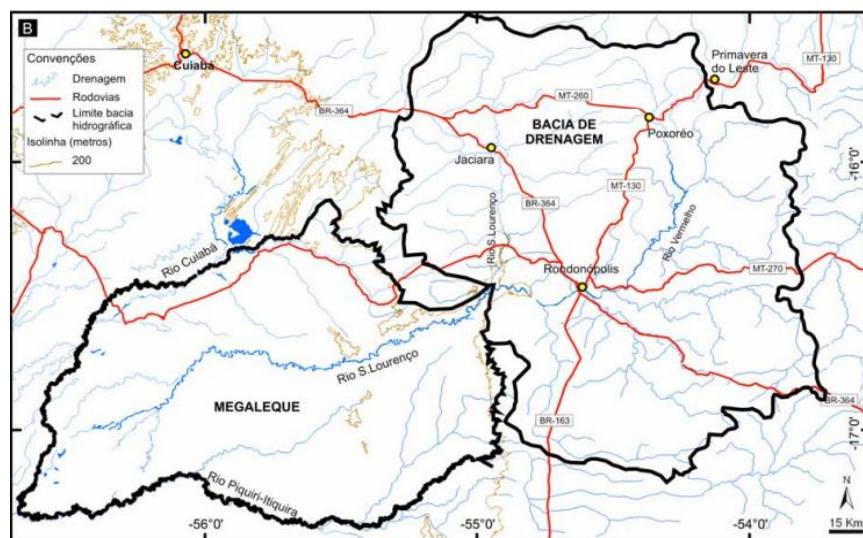 B
Convenções
Drenagem
Rodovias
Limite bacia
hidrográfica
Isolinha (metros)
200
Cuiabá
Primavera
do Leste
MT-130
MT-260
BR-364
BACIA DE
DRENAGEM
Poxoréo
Jaciara
-16°0'
MT-130
BR-364
Rio S.Lourenço
Rio Vermelho
Rio Cuiabá
Rondonópolis
MT-270
Rio S.Lourenço
MEGALEQUE
BR-364
BR-163
-17°0'
Rio Piquiri-Itiquira
N
15 Km
-56°0'
-55°0'
-54°0'